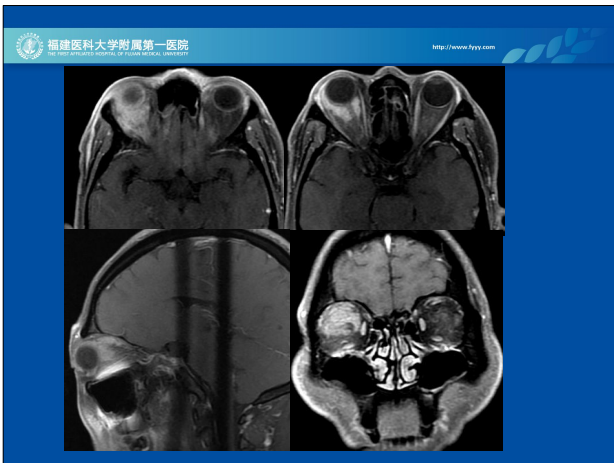 福建医科大学附属第一医院
THE FIRST AFFILIATED HOSPITAL OF FUJIAN MEDICAL UNIVERSITY
http://www.fyyy.com